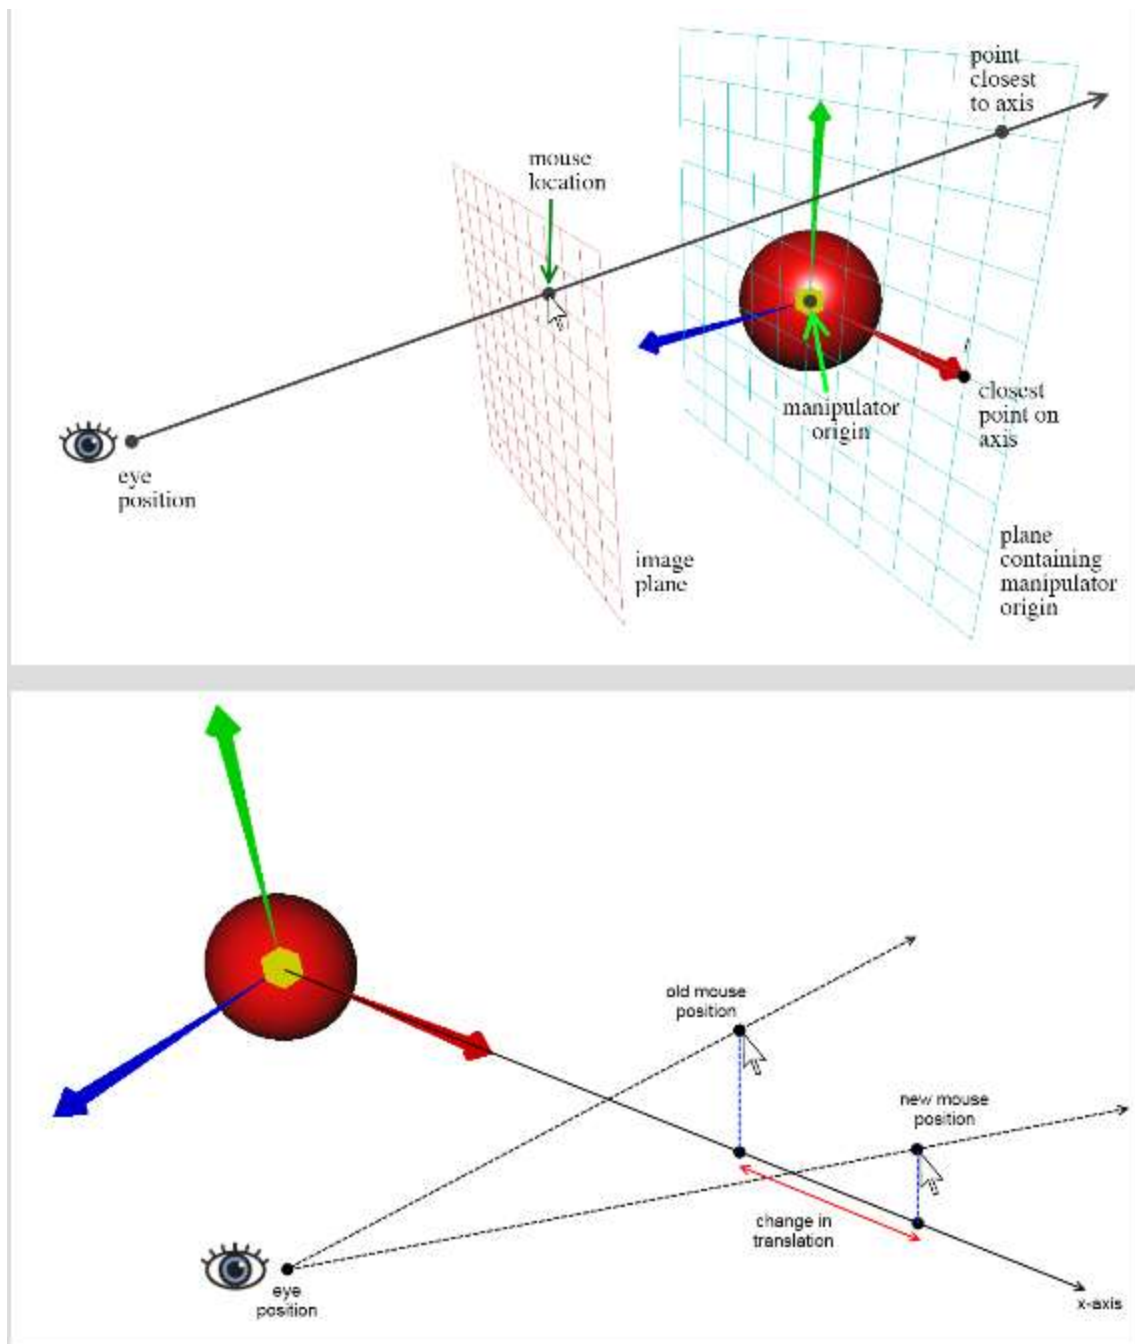 point
closest
to axis
mouse
location
closest
point on
axis
manipulator
origin
eye
position
image
plane
plane
containing
manipulator
origin
old mouse
position
new mouse
position
change in
translation
eye
position
x-axis